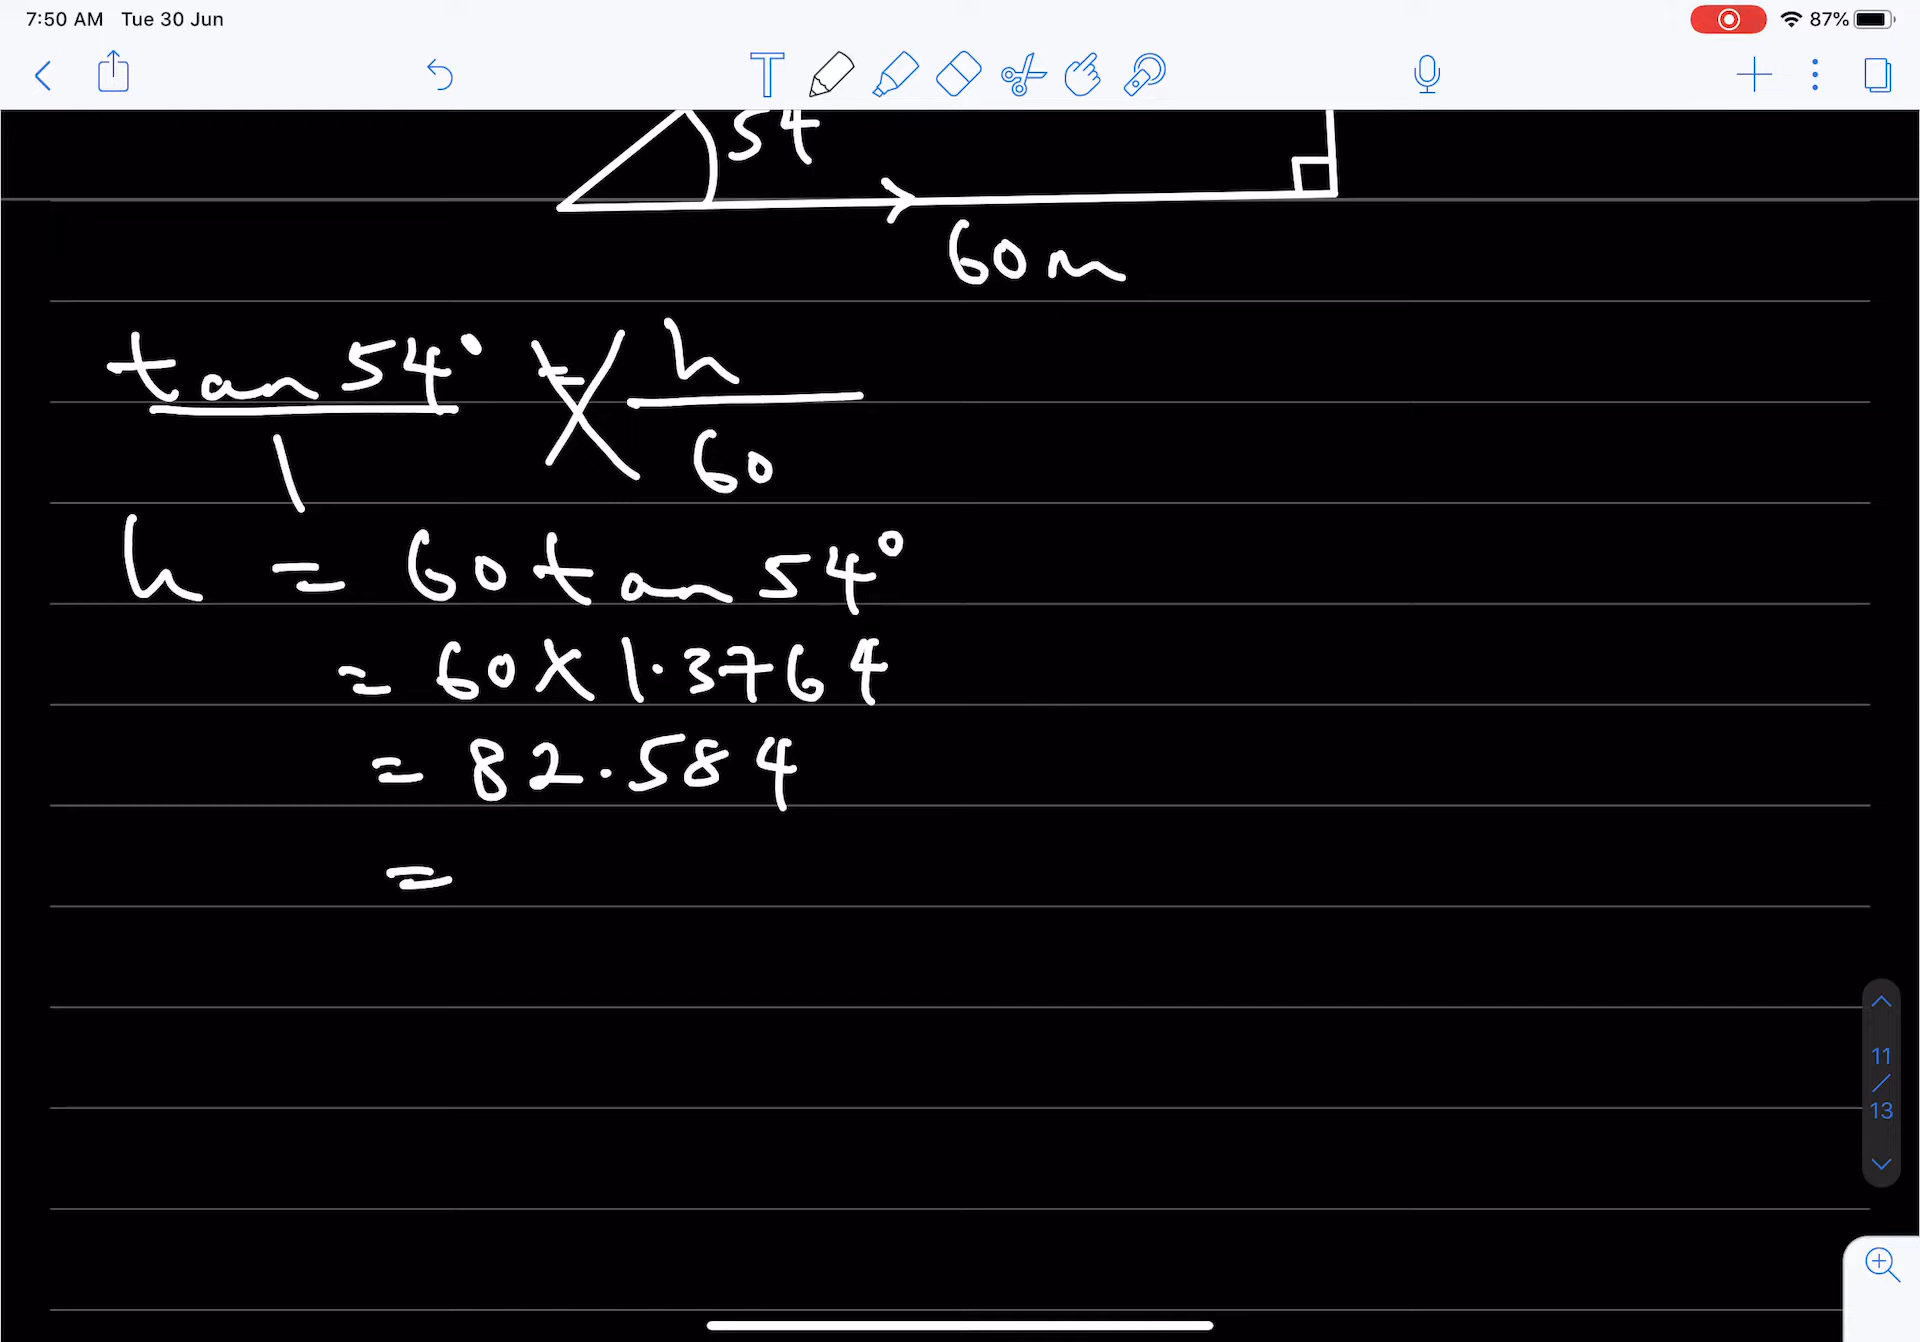 7:50 AM Tue 30 Jun 87%
T
54
60m
tan 54° = h
1 60
h = 60 tan 54°
= 60 × 1.3764
= 82.584
=
11
/
13